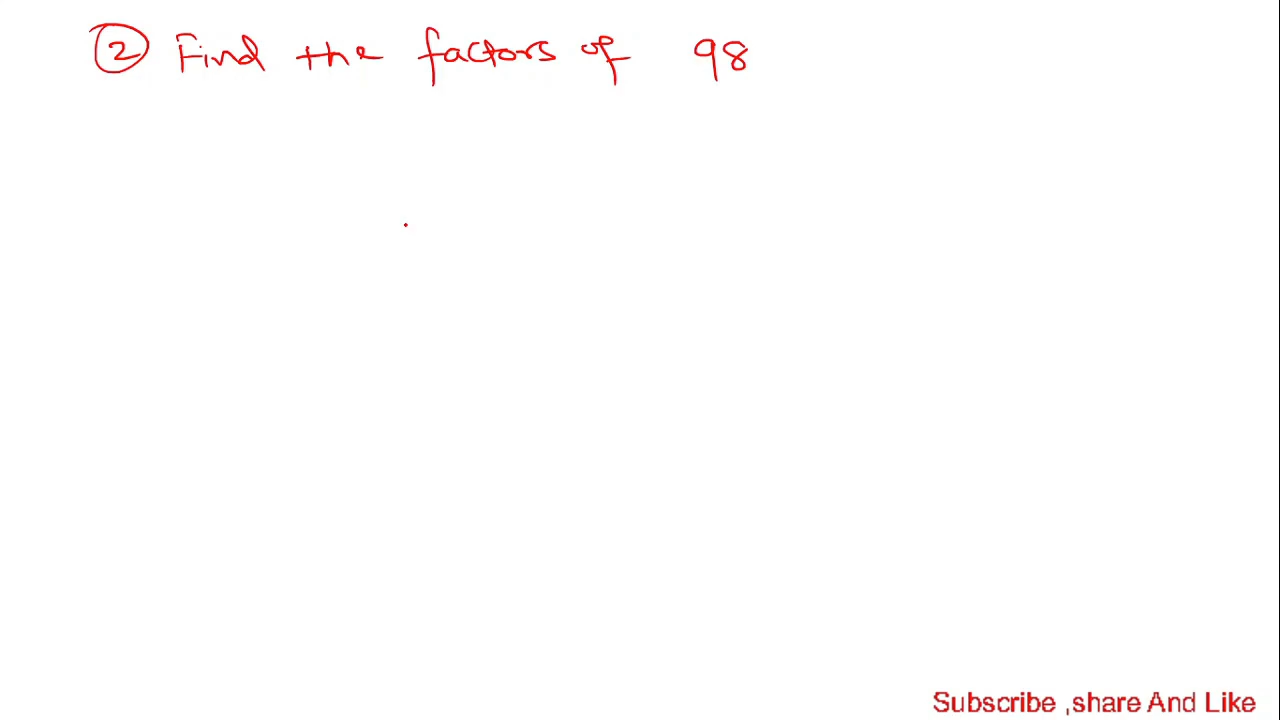 ② Find the factors of 98
Subscribe ,share And Like